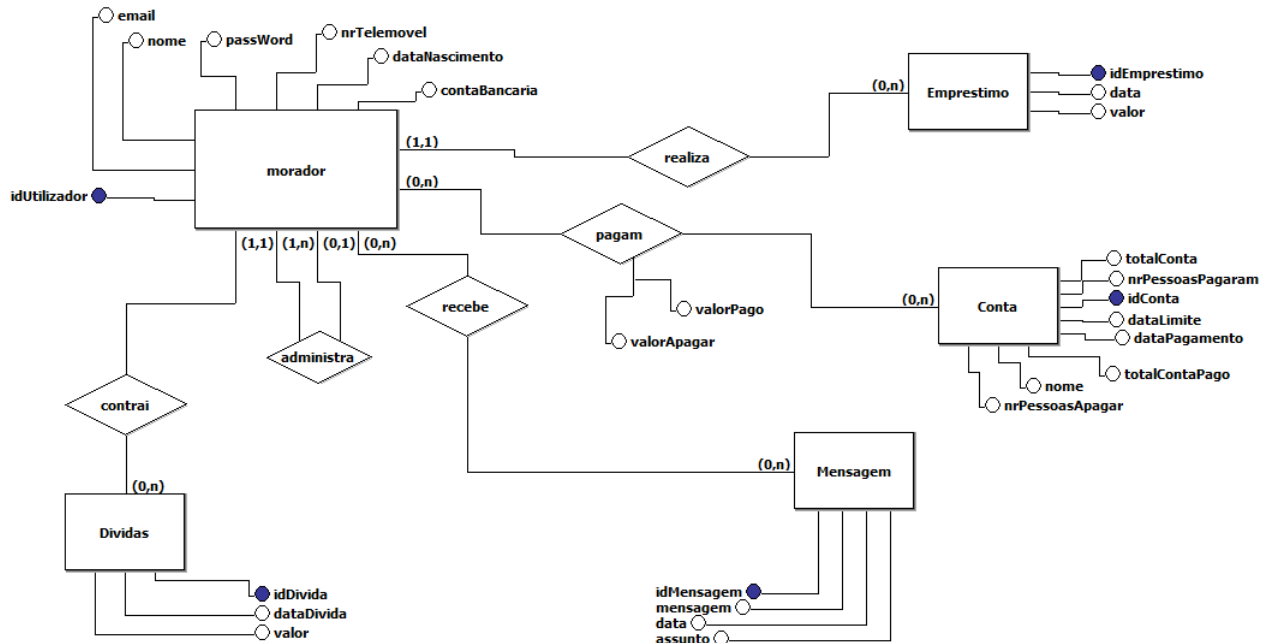 email
nome
passWord
nrTelemovel
dataNascimento
contaBancaria
idUtilizador
morador
(1,1)
(0,n)
(1,1)
(1,n)
(0,1)
(0,n)
realiza
(0,n)
Emprestimo
idEmprestimo
data
valor
pagam
valorPago
valorApagar
(0,n)
Conta
totalConta
nrPessoasPagaram
idConta
dataLimite
dataPagamento
totalContaPago
nome
nrPessoasApagar
recebe
administra
contrai
(0,n)
Mensagem
idMensagem
mensagem
data
assunto
(0,n)
Dividas
idDivida
dataDivida
valor